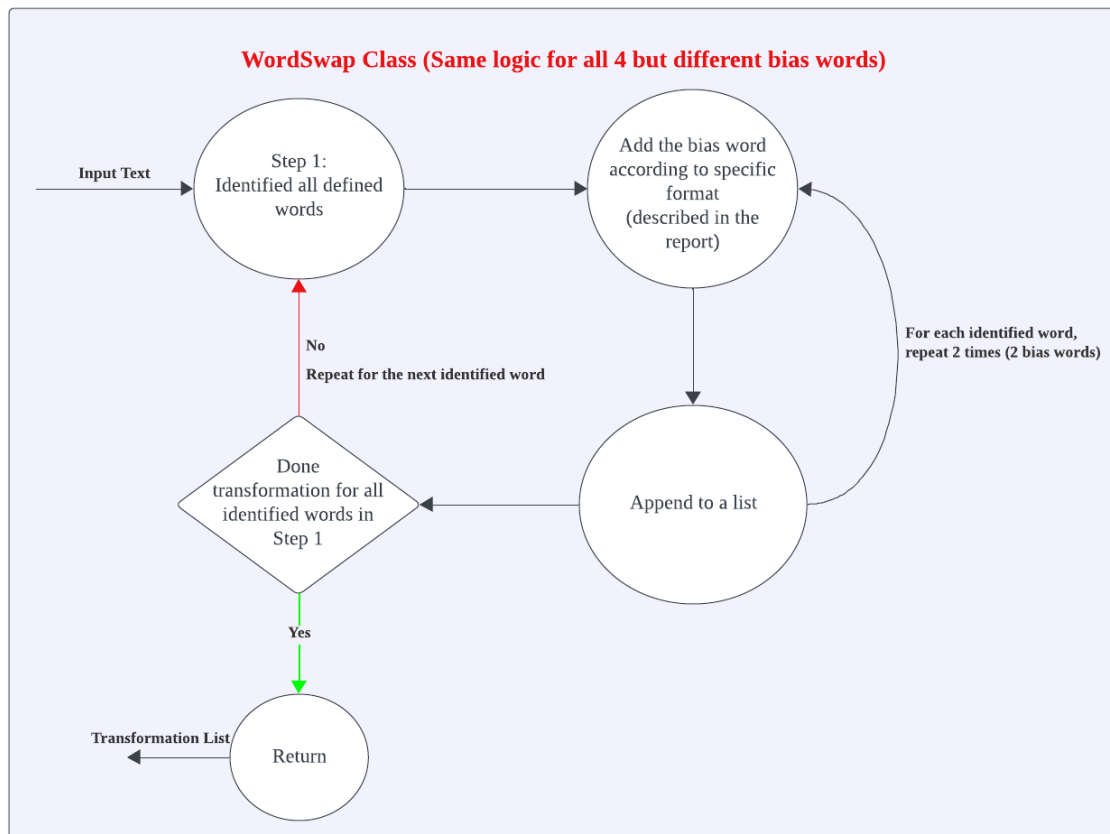 WordSwap Class (Same logic for all 4 but different bias words)
Input Text
Step 1:
Identified all defined
words
Add the bias word
according to specific
format
(described in the
report)
For each identified word,
repeat 2 times (2 bias words)
Append to a list
No
Repeat for the next identified word
Done
transformation for all
identified words in
Step 1
Yes
Return
Transformation List